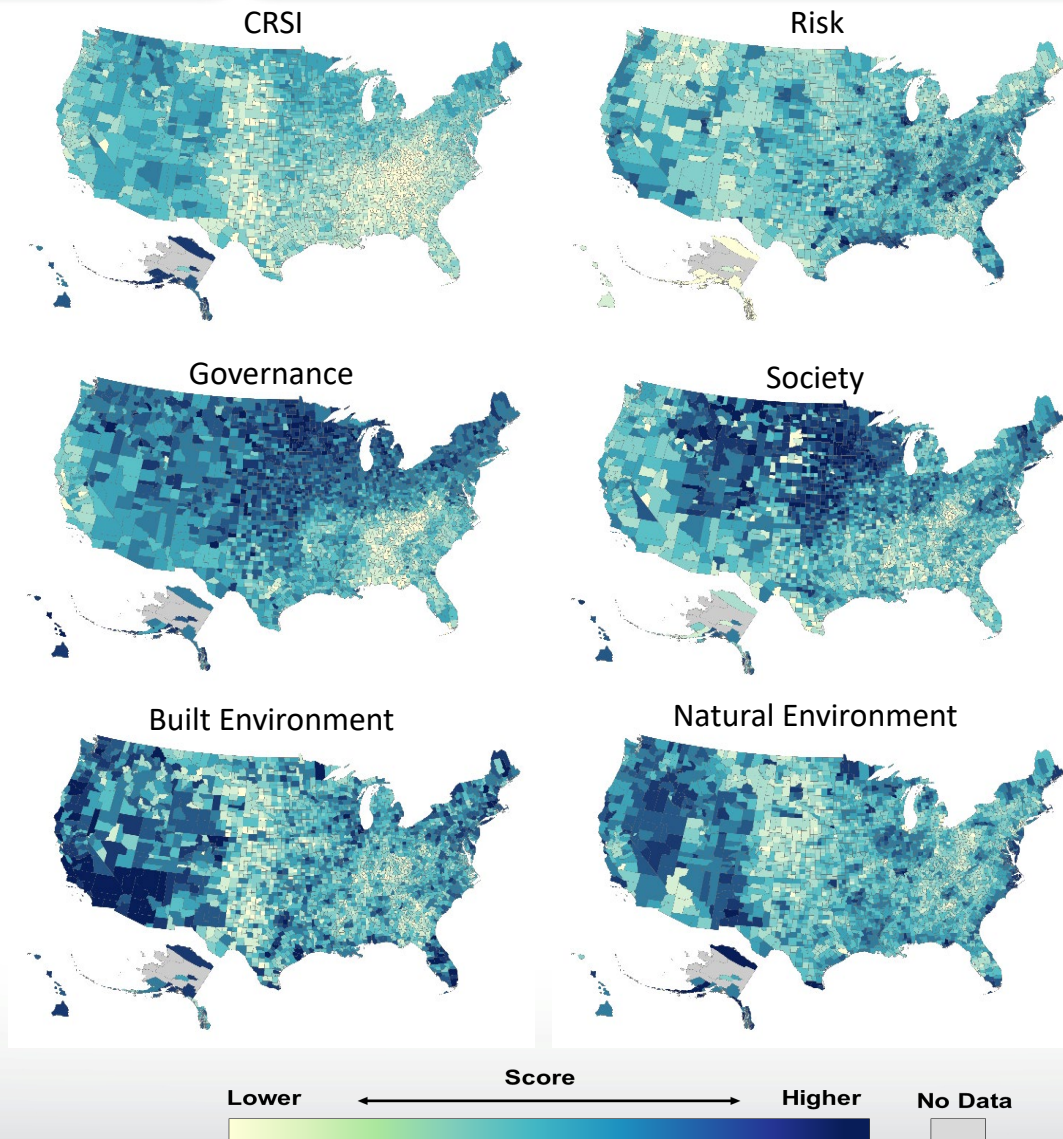 CRSI
Risk
Governance
Society
Built Environment
Natural Environment
Score
Lower
Higher
No Data